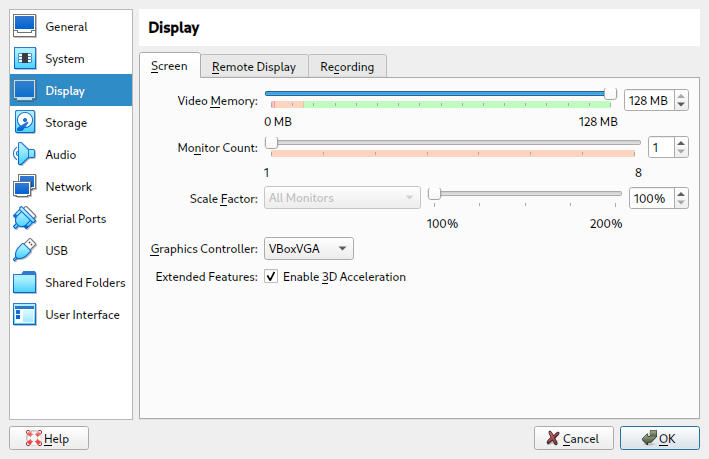 General
System
Display
Storage
Audio
Network
Serial Ports
USB
Shared Folders
User Interface
Display
Screen
Remote Display
Recording
Video Memory:
128 MB
0 MB
128 MB
Monitor Count:
1
1
8
Scale Factor:
All Monitors
100%
100%
200%
Graphics Controller:
VBoxVGA
Extended Features:
Enable 3D Acceleration
Help
Cancel
OK